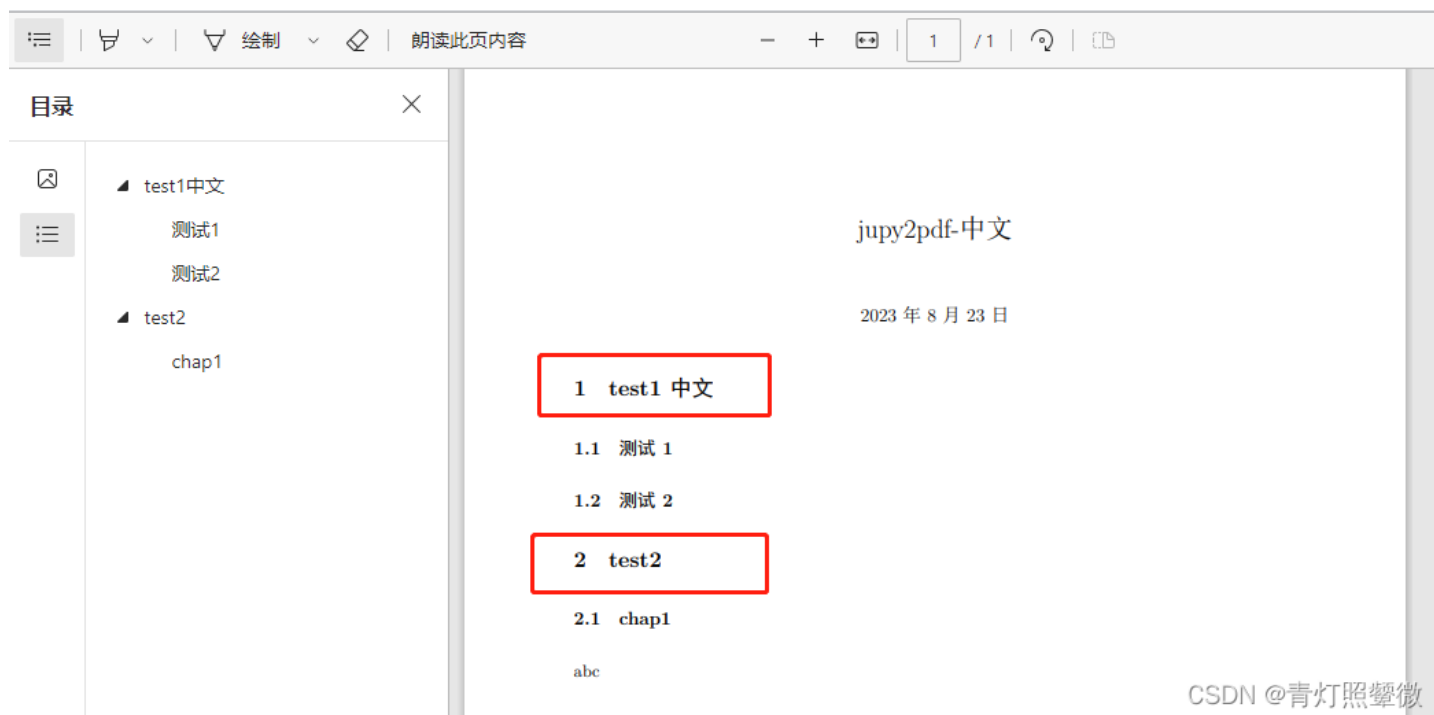 绘制 朗读此页内容 1 / 1
目录
test1中文
测试1
测试2
test2
chap1
jupy2pdf-中文
2023 年 8 月 23 日
1 test1 中文
1.1 测试 1
1.2 测试 2
2 test2
2.1 chap1
abc
CSDN @青灯照颦微